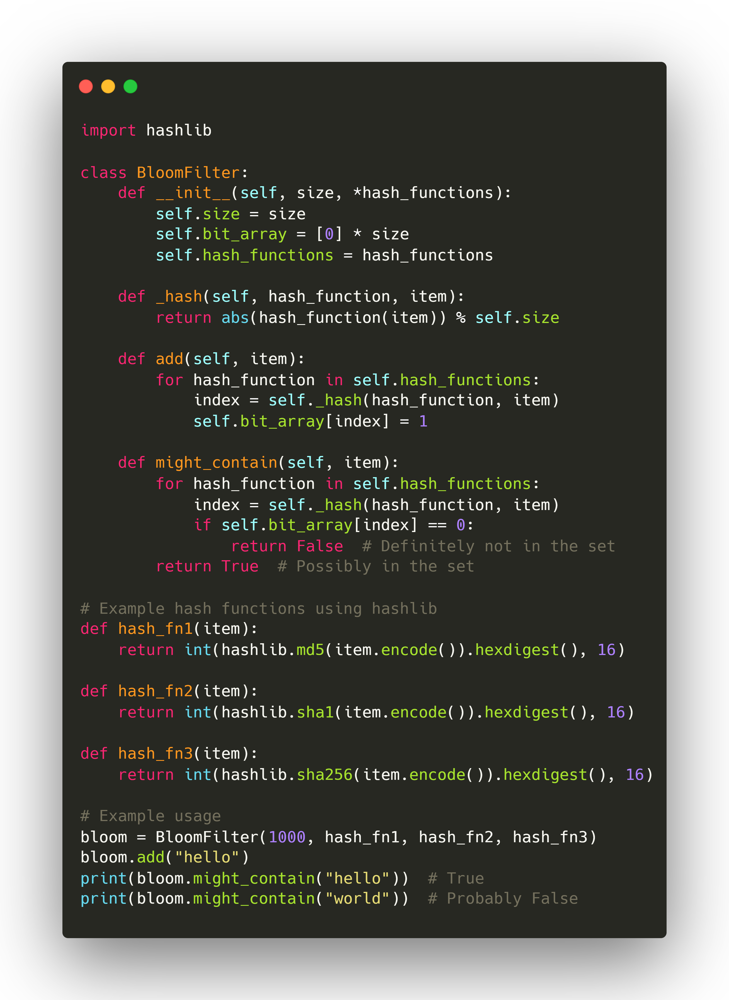 import hashlib

class BloomFilter:
    def __init__(self, size, *hash_functions):
        self.size = size
        self.bit_array = [0] * size
        self.hash_functions = hash_functions

    def _hash(self, hash_function, item):
        return abs(hash_function(item)) % self.size

    def add(self, item):
        for hash_function in self.hash_functions:
            index = self._hash(hash_function, item)
            self.bit_array[index] = 1

    def might_contain(self, item):
        for hash_function in self.hash_functions:
            index = self._hash(hash_function, item)
            if self.bit_array[index] == 0:
                return False  # Definitely not in the set
        return True  # Possibly in the set

# Example hash functions using hashlib
def hash_fn1(item):
    return int(hashlib.md5(item.encode()).hexdigest(), 16)

def hash_fn2(item):
    return int(hashlib.sha1(item.encode()).hexdigest(), 16)

def hash_fn3(item):
    return int(hashlib.sha256(item.encode()).hexdigest(), 16)

# Example usage
bloom = BloomFilter(1000, hash_fn1, hash_fn2, hash_fn3)
bloom.add("hello")
print(bloom.might_contain("hello"))  # True
print(bloom.might_contain("world"))  # Probably False